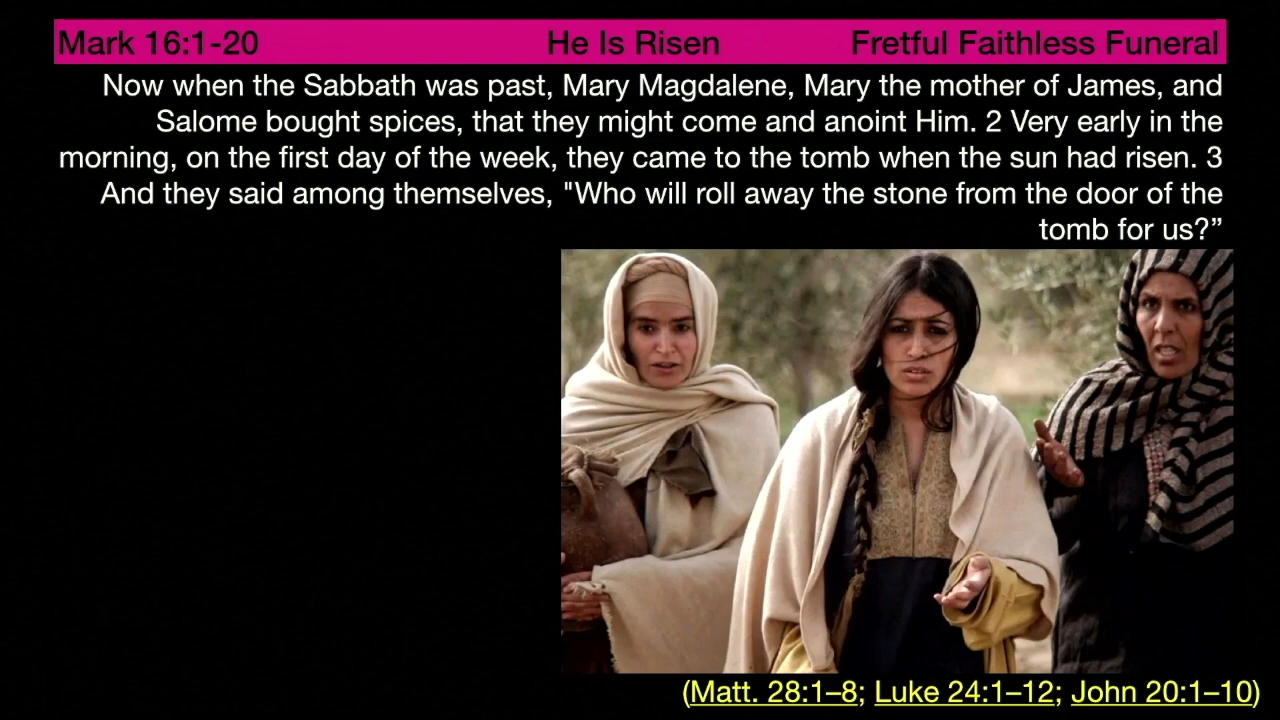 Mark 16:1-20 He Is Risen Fretful Faithless Funeral
Now when the Sabbath was past, Mary Magdalene, Mary the mother of James, and
Salome bought spices, that they might come and anoint Him. 2 Very early in the
morning, on the first day of the week, they came to the tomb when the sun had risen. 3
And they said among themselves, "Who will roll away the stone from the door of the
tomb for us?”
(Matt. 28:1–8; Luke 24:1–12; John 20:1–10)